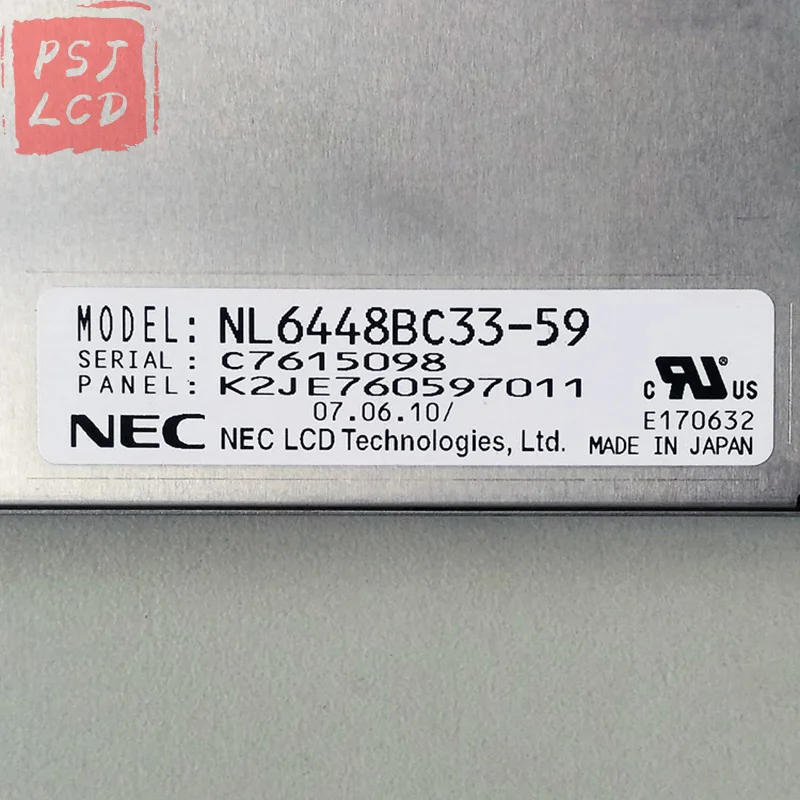 PSJ
LCD
MODEL: NL6448BC33-59
SERIAL: C7615098
PANEL: K2JE760597011
07.06.10/
NEC NEC LCD Technologies, Ltd.
c UR® US
E170632
MADE IN JAPAN